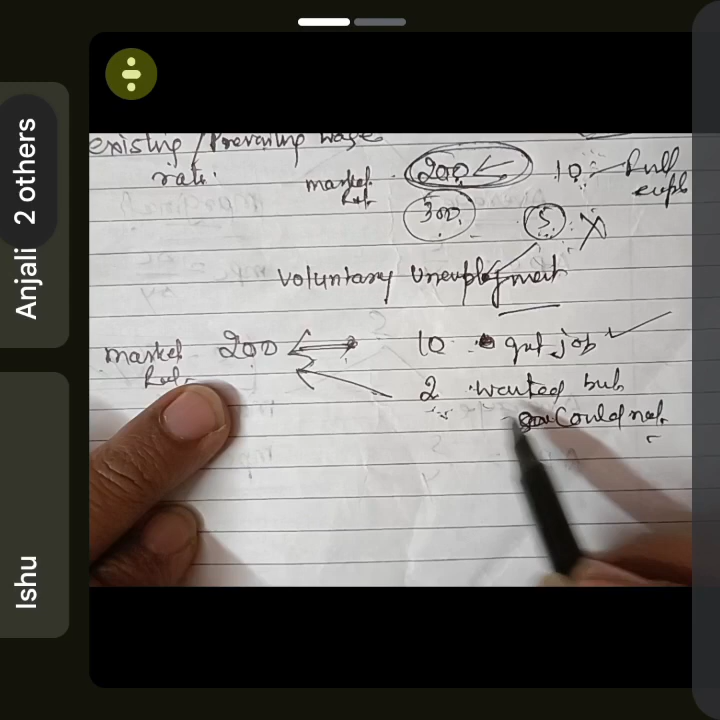 existing / Prevailing wage
rate.
market Rate 200 10 Full
empl
300 5 X
Voluntary Unemployment
market 200 10 got job
Rate
2 wanted but
Could not.
Anjali 2 others
Ishu